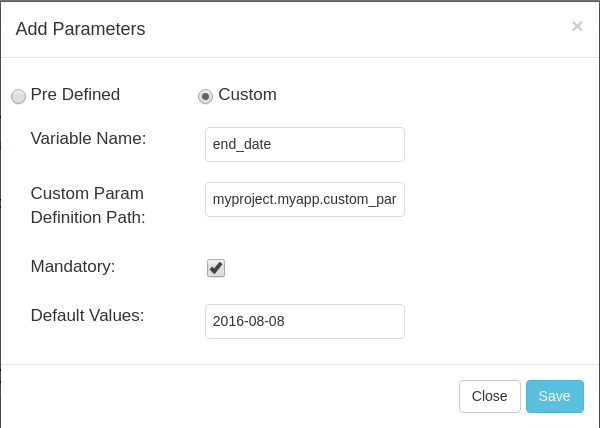 Add Parameters ×
Pre Defined Custom
Variable Name: end_date
Custom Param
Definition Path: myproject.myapp.custom_par
Mandatory:
Default Values: 2016-08-08
Close Save